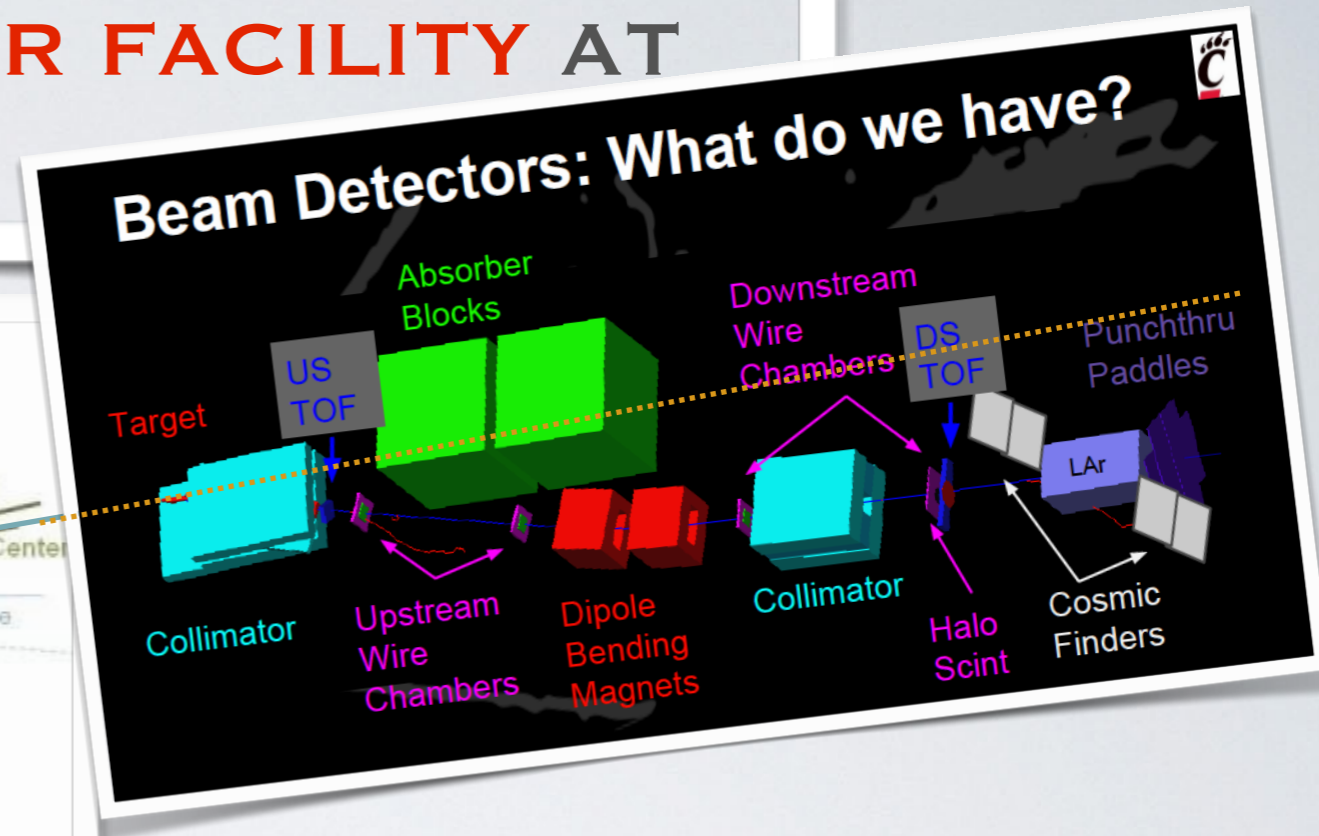 R FACILITY AT
Beam Detectors: What do we have?
C
Absorber
Blocks
Downstream
Wire
Chambers
US
TOF
DS
TOF
Punchthru
Paddles
Target
LAr
Center
e
Collimator
Upstream
Wire
Chambers
Dipole
Bending
Magnets
Collimator
Halo
Scint
Cosmic
Finders